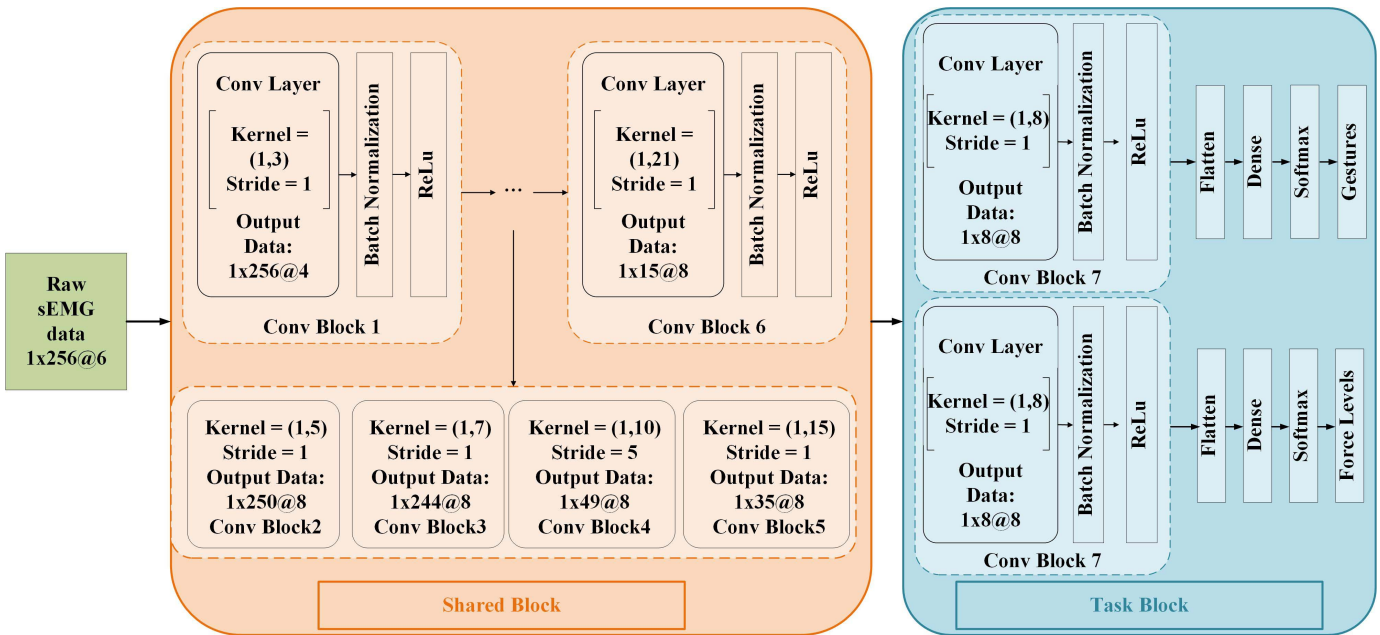 Raw
sEMG
data
1x256@6
Conv Layer
Kernel =
(1,3)
Stride = 1
Output
Data:
1x256@4
Batch Normalization
ReLu
Conv Block 1
...
Conv Layer
Kernel =
(1,21)
Stride = 1
Output
Data:
1x15@8
Batch Normalization
ReLu
Conv Block 6
Kernel = (1,5)
Stride = 1
Output Data:
1x250@8
Conv Block2
Kernel = (1,7)
Stride = 1
Output Data:
1x244@8
Conv Block3
Kernel = (1,10)
Stride = 5
Output Data:
1x49@8
Conv Block4
Kernel = (1,15)
Stride = 1
Output Data:
1x35@8
Conv Block5
Shared Block
Conv Layer
Kernel = (1,8)
Stride = 1
Output
Data:
1x8@8
Batch Normalization
ReLu
Conv Block 7
Flatten
Dense
Softmax
Gestures
Conv Layer
Kernel = (1,8)
Stride = 1
Output
Data:
1x8@8
Batch Normalization
ReLu
Conv Block 7
Flatten
Dense
Softmax
Force Levels
Task Block